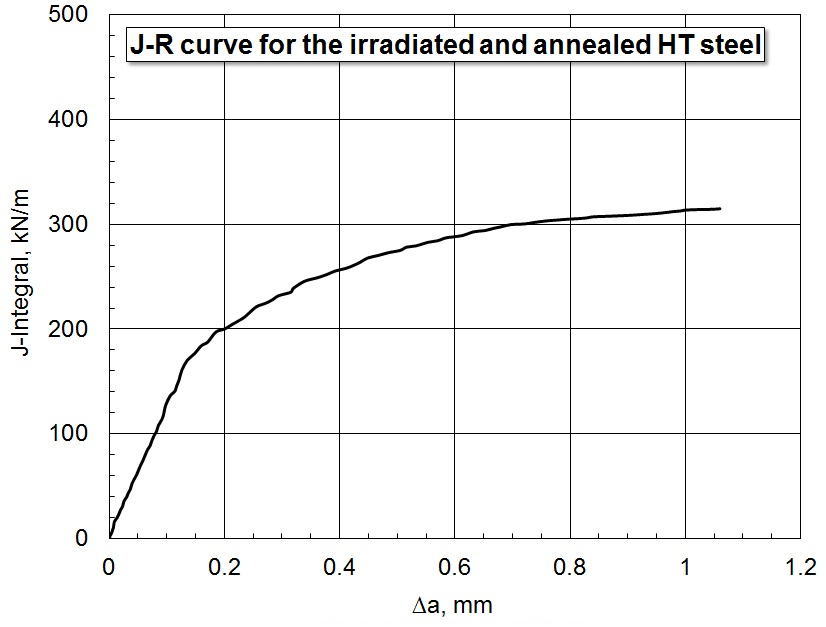 J-R curve for the irradiated and annealed HT steel
500
400
300
200
100
0
J-Integral, kN/m
0 0.2 0.4 0.6 0.8 1 1.2
Δa, mm